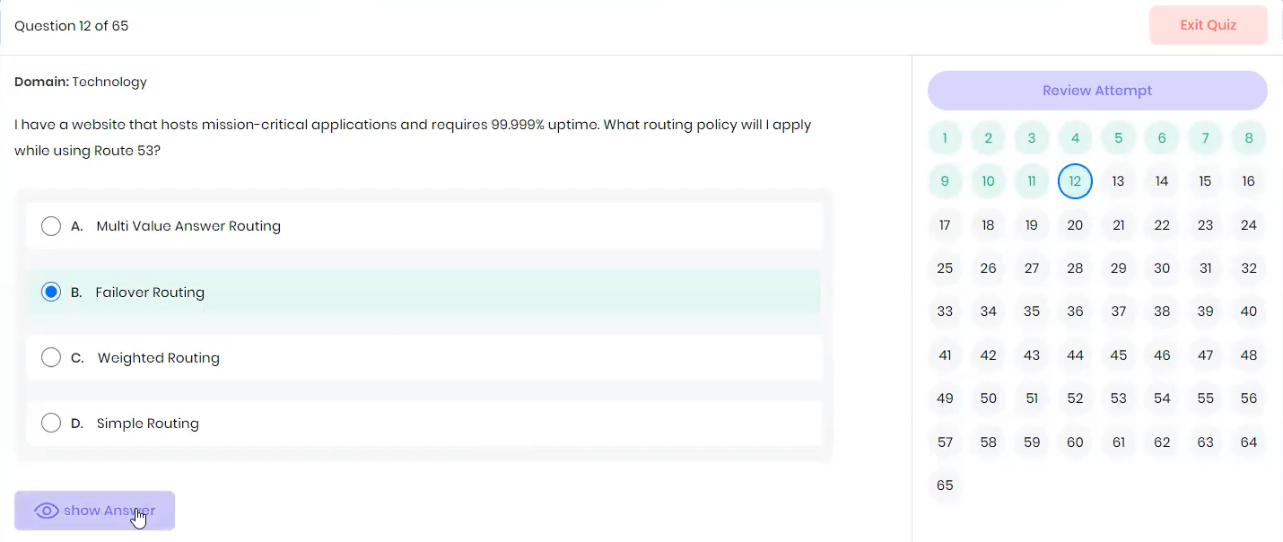 Question 12 of 65
Exit Quiz
Domain: Technology
I have a website that hosts mission-critical applications and requires 99.999% uptime. What routing policy will I apply
while using Route 53?
A. Multi Value Answer Routing
B. Failover Routing
C. Weighted Routing
D. Simple Routing
show Answer
Review Attempt
1 2 3 4 5 6 7 8
9 10 11 12 13 14 15 16
17 18 19 20 21 22 23 24
25 26 27 28 29 30 31 32
33 34 35 36 37 38 39 40
41 42 43 44 45 46 47 48
49 50 51 52 53 54 55 56
57 58 59 60 61 62 63 64
65